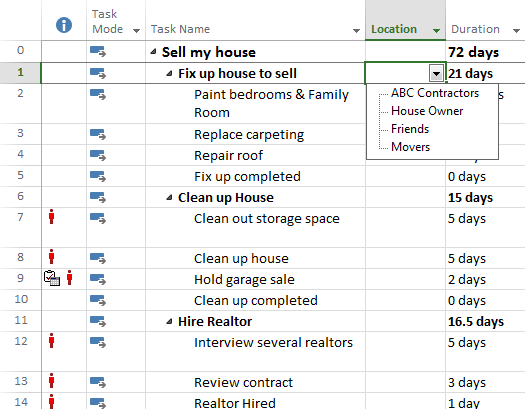 Task Mode Task Name Location Duration
0 Sell my house 72 days
1 Fix up house to sell 21 days
ABC Contractors
House Owner
Friends
Movers
2 Paint bedrooms & Family Room
3 Replace carpeting
4 Repair roof
5 Fix up completed 0 days
6 Clean up House 15 days
7 Clean out storage space 5 days
8 Clean up house 5 days
9 Hold garage sale 2 days
10 Clean up completed 0 days
11 Hire Realtor 16.5 days
12 Interview several realtors 5 days
13 Review contract 3 days
14 Realtor Hired 1 day